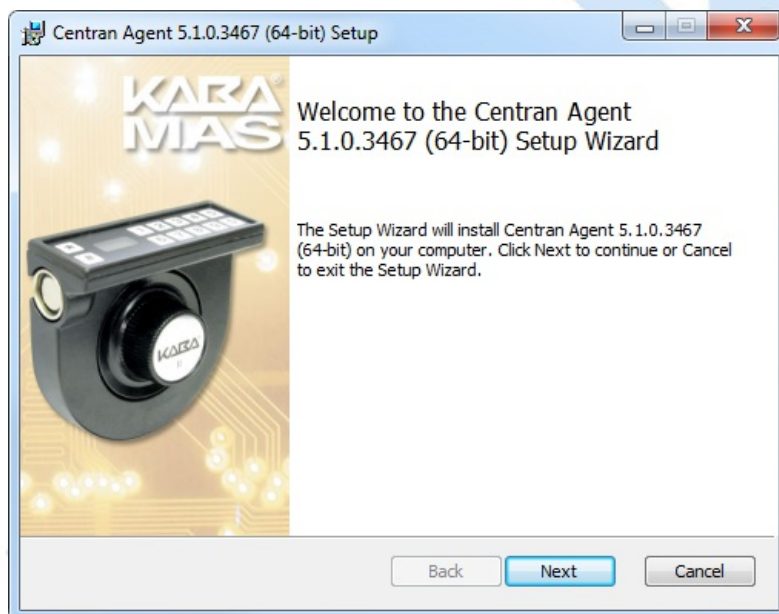 Centran Agent 5.1.0.3467 (64-bit) Setup
KABA®
MAS
Welcome to the Centran Agent
5.1.0.3467 (64-bit) Setup Wizard
The Setup Wizard will install Centran Agent 5.1.0.3467
(64-bit) on your computer. Click Next to continue or Cancel
to exit the Setup Wizard.
KABA
Back
Next
Cancel